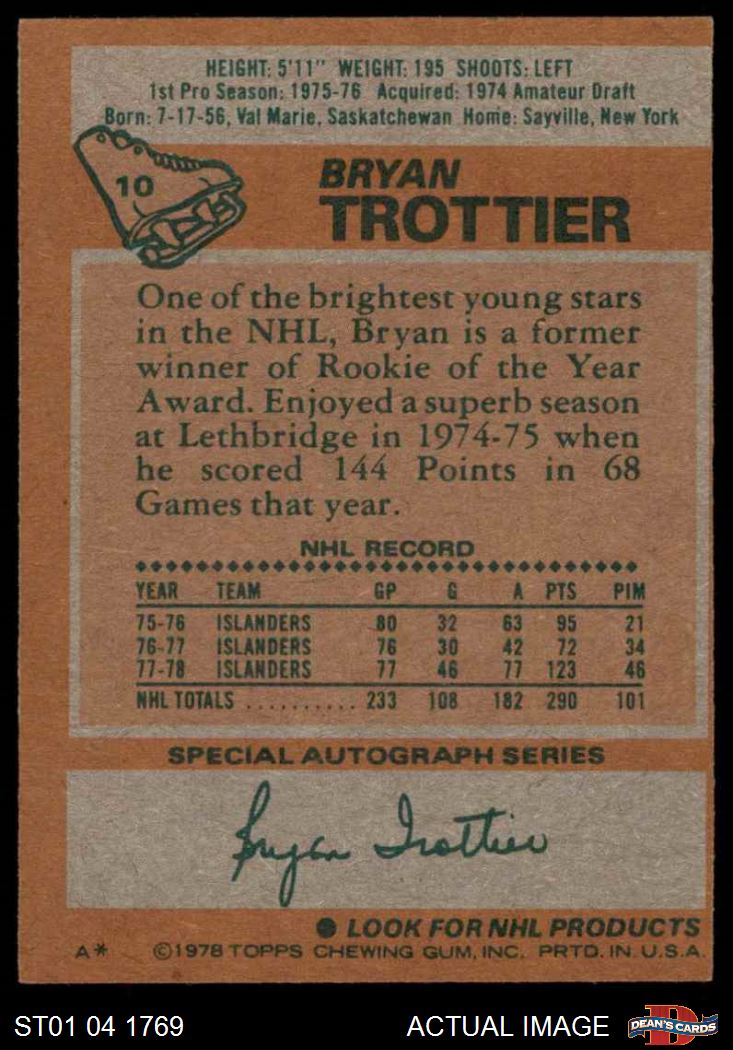 HEIGHT: 5'11" WEIGHT: 195 SHOOTS: LEFT
1st Pro Season: 1975-76 Acquired: 1974 Amateur Draft
Born: 7-17-56, Val Marie, Saskatchewan Home: Sayville, New York
10
BRYAN
TROTTIER
One of the brightest young stars
in the NHL, Bryan is a former
winner of Rookie of the Year
Award. Enjoyed a superb season
at Lethbridge in 1974-75 when
he scored 144 Points in 68
Games that year.
NHL RECORD
YEAR TEAM GP G A PTS PIM
75-76 ISLANDERS 80 32 63 95 21
76-77 ISLANDERS 76 30 42 72 34
77-78 ISLANDERS 77 46 77 123 46
NHL TOTALS .......... 233 108 182 290 101
SPECIAL AUTOGRAPH SERIES
Bryan Trottier
● LOOK FOR NHL PRODUCTS
A* ©1978 TOPPS CHEWING GUM, INC. PRTD. IN U.S.A.
ST01 04 1769 ACTUAL IMAGE D DEAN'S CARDS